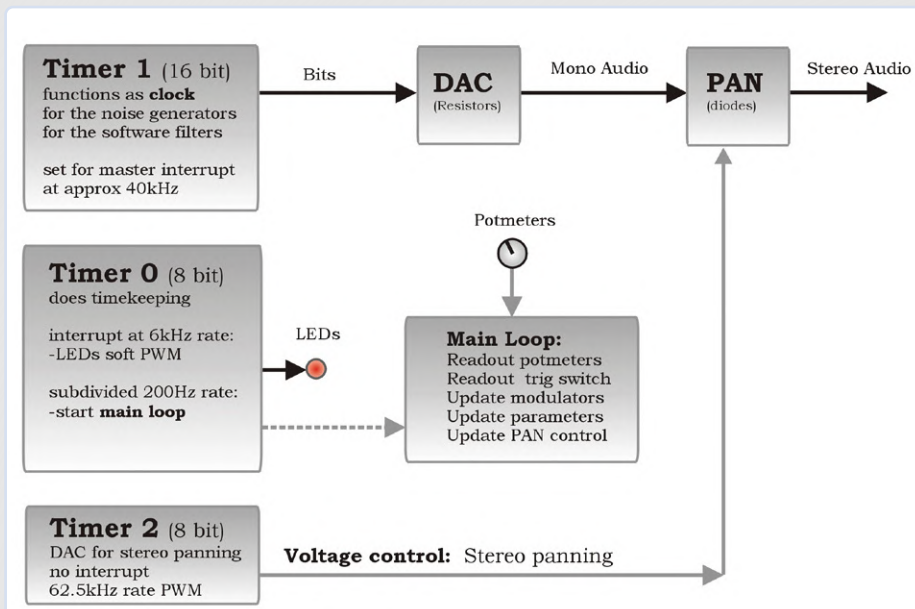 Timer 1 (16 bit)
functions as clock
for the noise generators
for the software filters
set for master interrupt
at approx 40kHz
Bits
DAC
(Resistors)
Mono Audio
PAN
(diodes)
Stereo Audio
Potmeters
Timer 0 (8 bit)
does timekeeping
interrupt at 6kHz rate:
-LEDs soft PWM
subdivided 200Hz rate:
-start main loop
LEDs
Main Loop:
Readout potmeters
Readout trig switch
Update modulators
Update parameters
Update PAN control
Timer 2 (8 bit)
DAC for stereo panning
no interrupt
62.5kHz rate PWM
Voltage control: Stereo panning